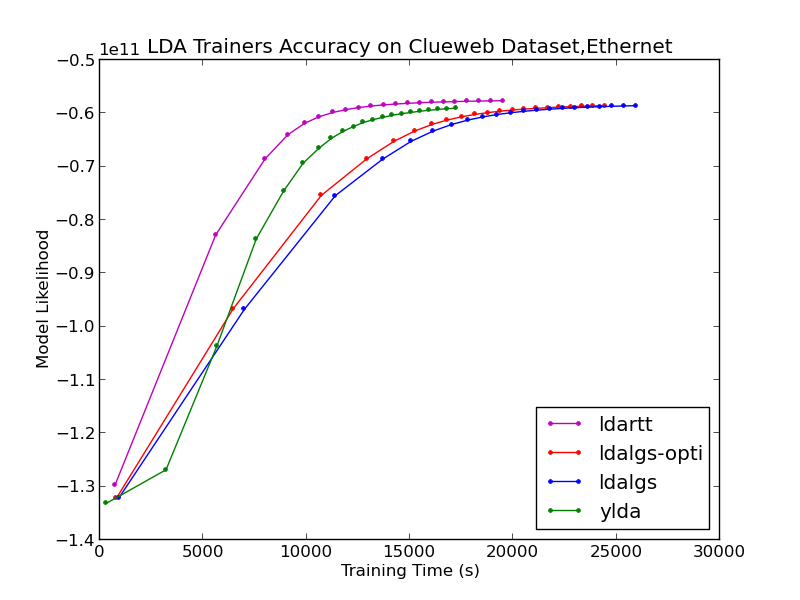 1e11
LDA Trainers Accuracy on Clueweb Dataset,Ethernet
−0.5
−0.6
−0.7
−0.8
−0.9
−1.0
−1.1
−1.2
−1.3
−1.4
Model Likelihood
ldartt
ldalgs-opti
ldalgs
ylda
0 5000 10000 15000 20000 25000 30000
Training Time (s)